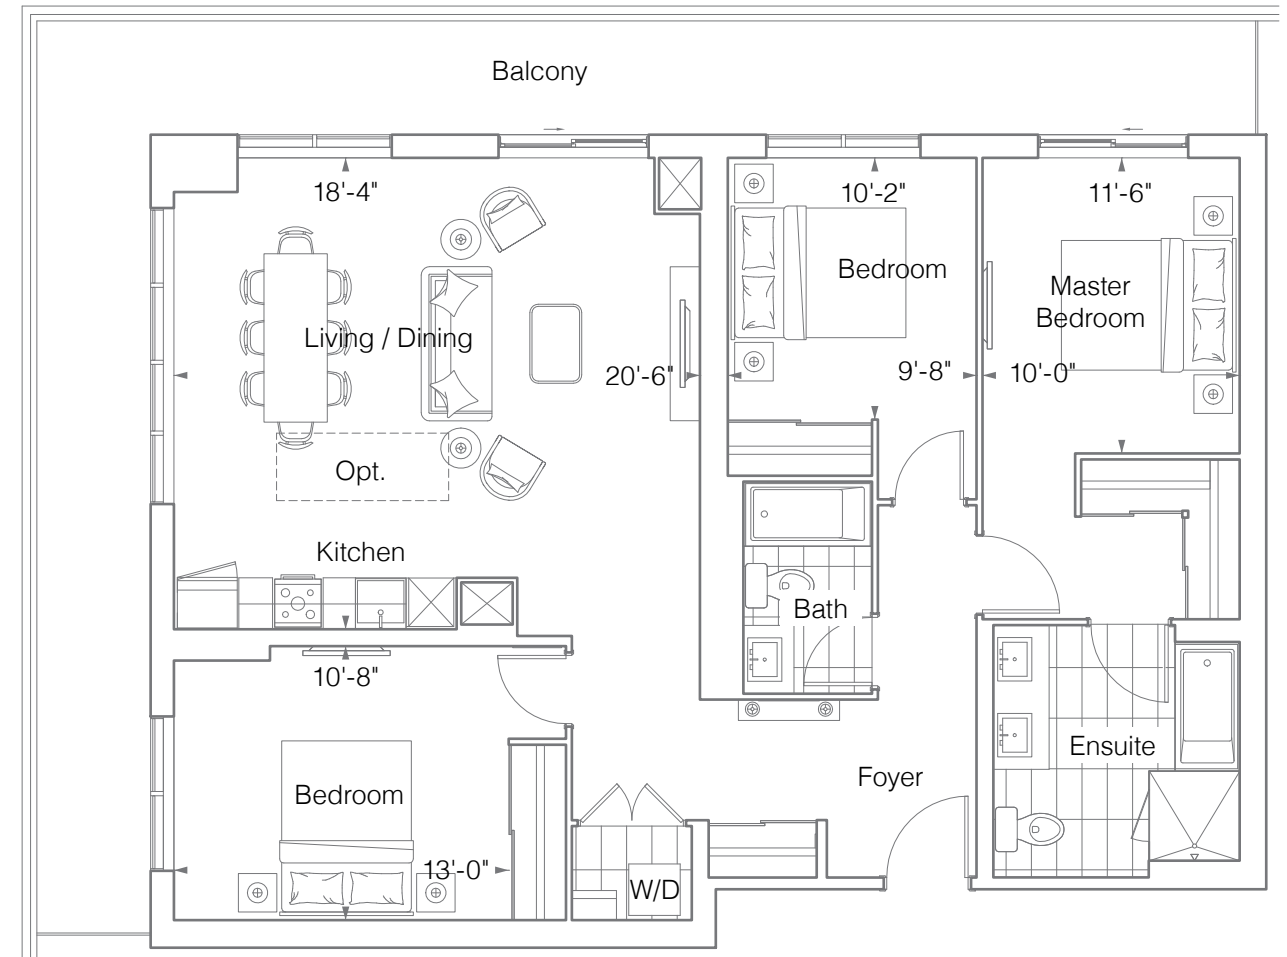 Balcony
18'-4"
10'-2"
11'-6"
Bedroom
Master
Bedroom
Living / Dining
20'-6"
9'-8"
10'-0"
Opt.
Kitchen
Bath
10'-8"
Ensuite
Foyer
Bedroom
13'-0"
W/D